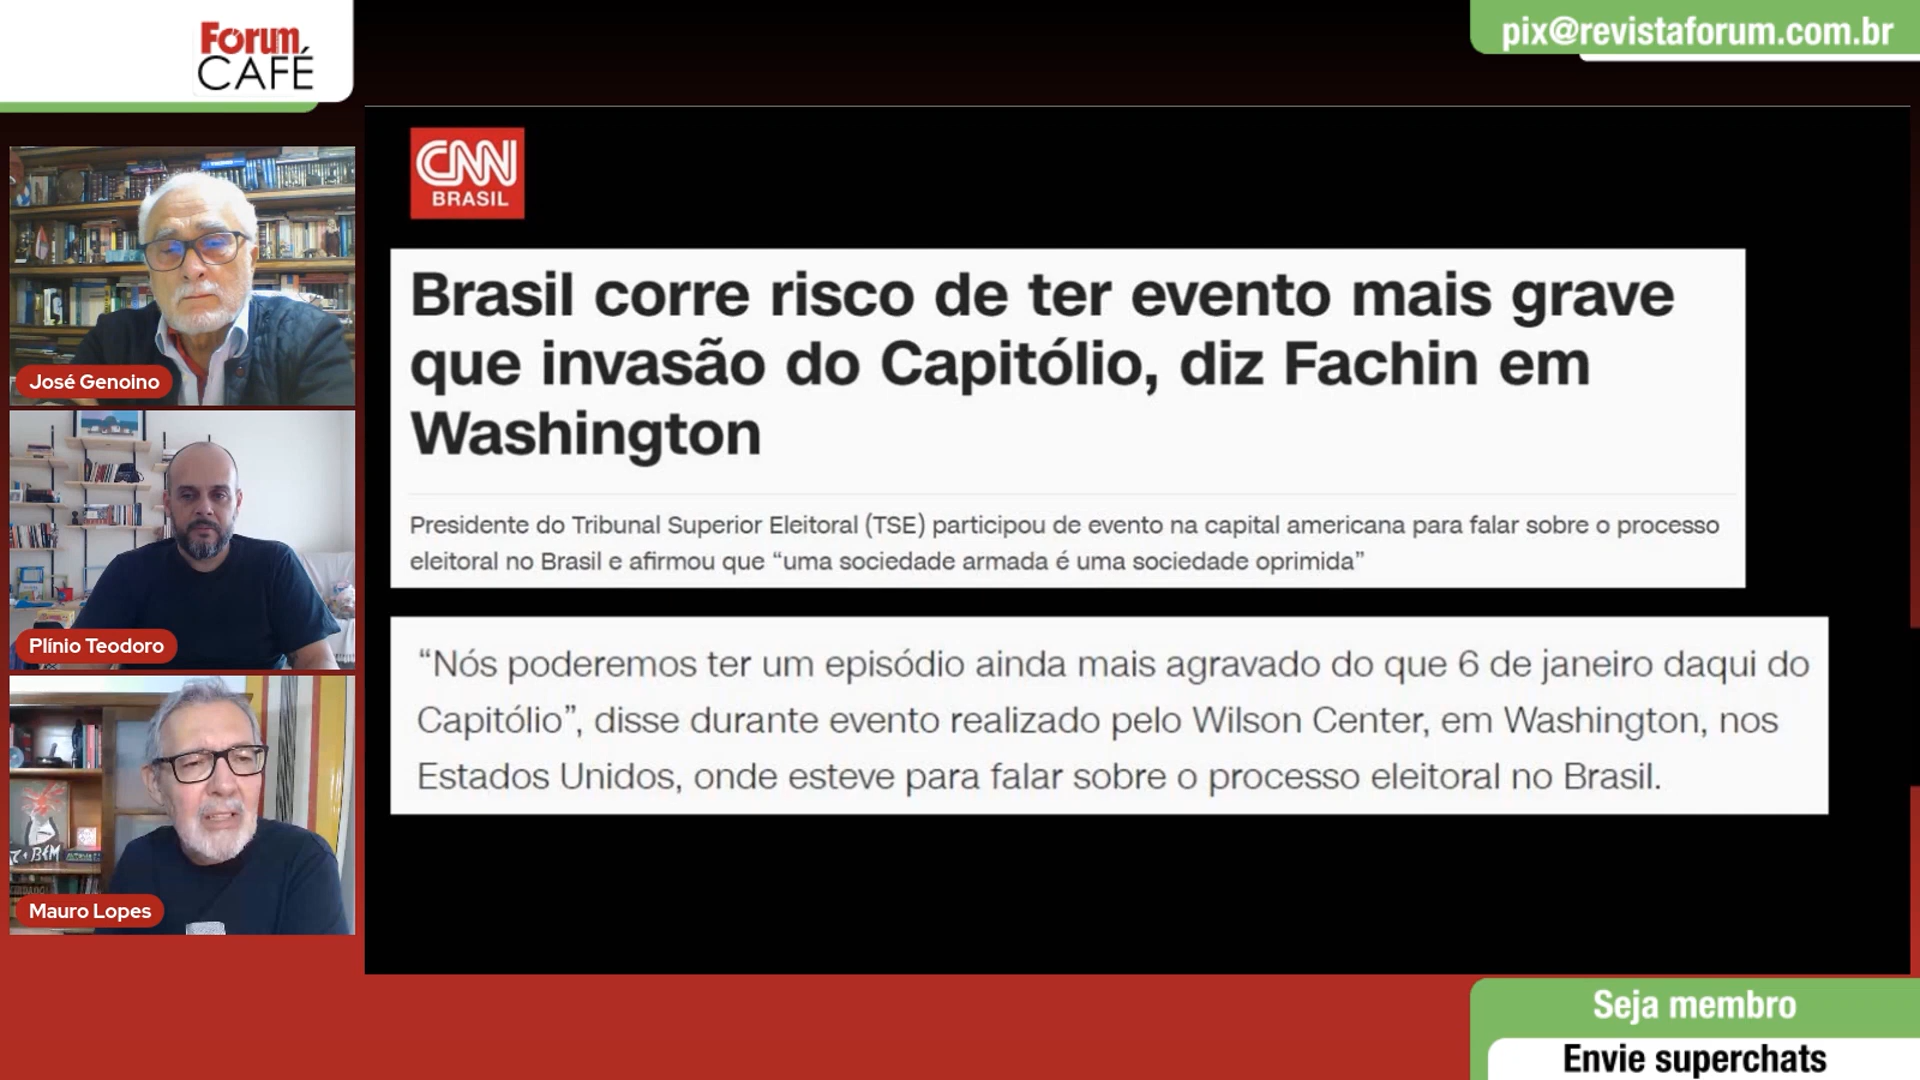 Forum
CAFÉ
pix@revistaforum.com.br
José Genoino
Plínio Teodoro
Mauro Lopes
CNN
BRASIL
Brasil corre risco de ter evento mais grave
que invasão do Capitólio, diz Fachin em
Washington
Presidente do Tribunal Superior Eleitoral (TSE) participou de evento na capital americana para falar sobre o processo
eleitoral no Brasil e afirmou que “uma sociedade armada é uma sociedade oprimida”
“Nós poderemos ter um episódio ainda mais agravado do que 6 de janeiro daqui do
Capitólio”, disse durante evento realizado pelo Wilson Center, em Washington, nos
Estados Unidos, onde esteve para falar sobre o processo eleitoral no Brasil.
Seja membro
Envie superchats